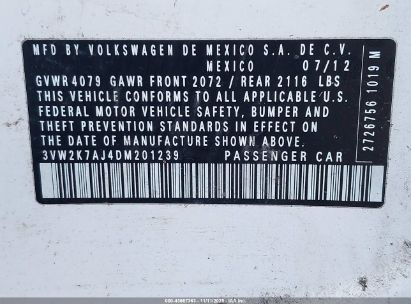 MFD BY VOLKSWAGEN DE MEXICO S.A. DE C.V.
MEXICO 07/12
GVWR 4079 GAWR FRONT 2072 / REAR 2116 LBS
THIS VEHICLE CONFORMS TO ALL APPLICABLE U.S.
FEDERAL MOTOR VEHICLE SAFETY, BUMPER AND
THEFT PREVENTION STANDARDS IN EFFECT ON
THE DATE OF MANUFACTURE SHOWN ABOVE.
3VW2K7AJ4DM201239 PASSENGER CAR
2726756 1019 M